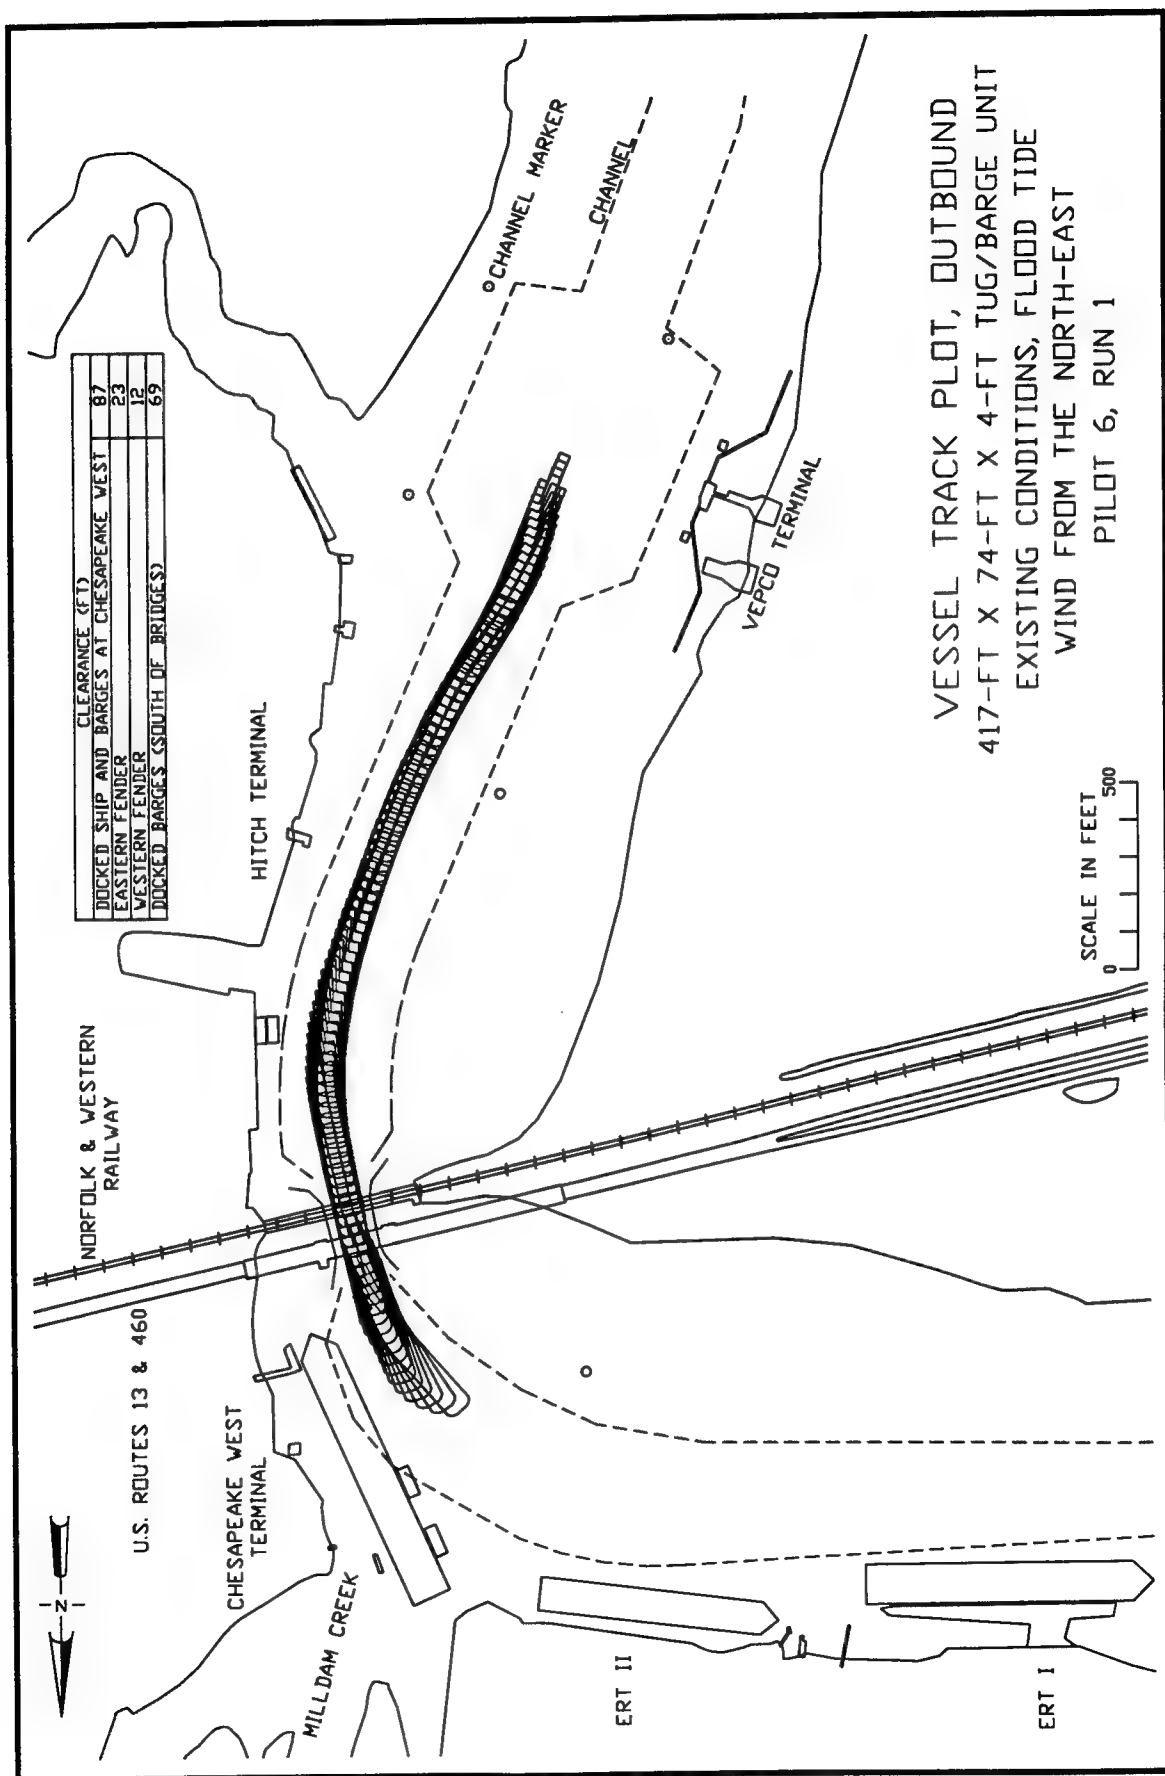 CLEARANCE (FT)
DOCKED SHIP AND BARGES AT CHESAPEAKE WEST 87
EASTERN FENDER 23
WESTERN FENDER 12
DOCKED BARGES (SOUTH OF BRIDGES) 69
N
U.S. ROUTES 13 & 460
NORFOLK & WESTERN
RAILWAY
CHESAPEAKE WEST
TERMINAL
MILLDAM CREEK
HITCH TERMINAL
CHANNEL MARKER
CHANNEL
VEPCO TERMINAL
ERT II
ERT I
SCALE IN FEET
0 500
VESSEL TRACK PLOT, OUTBOUND
417-FT X 74-FT X 4-FT TUG/BARGE UNIT
EXISTING CONDITIONS, FLOOD TIDE
WIND FROM THE NORTH-EAST
PILOT 6, RUN 1